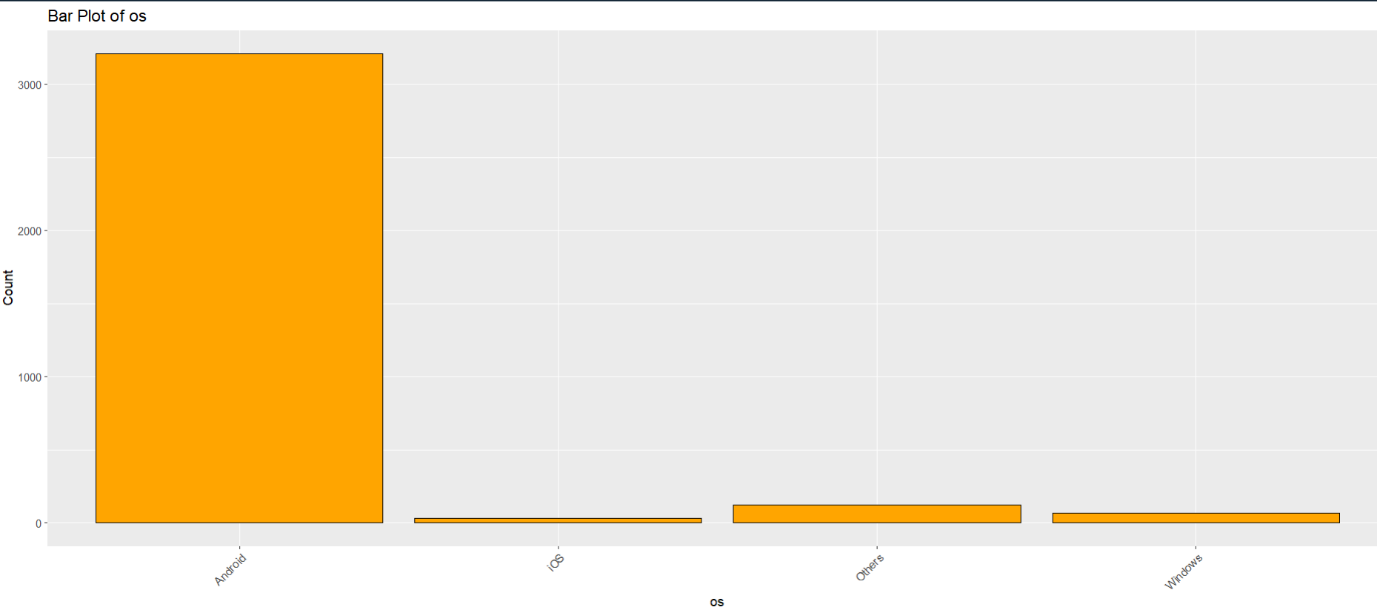 Bar Plot of os
3000
2000
1000
0
Count
Android
iOS
Others
Windows
os